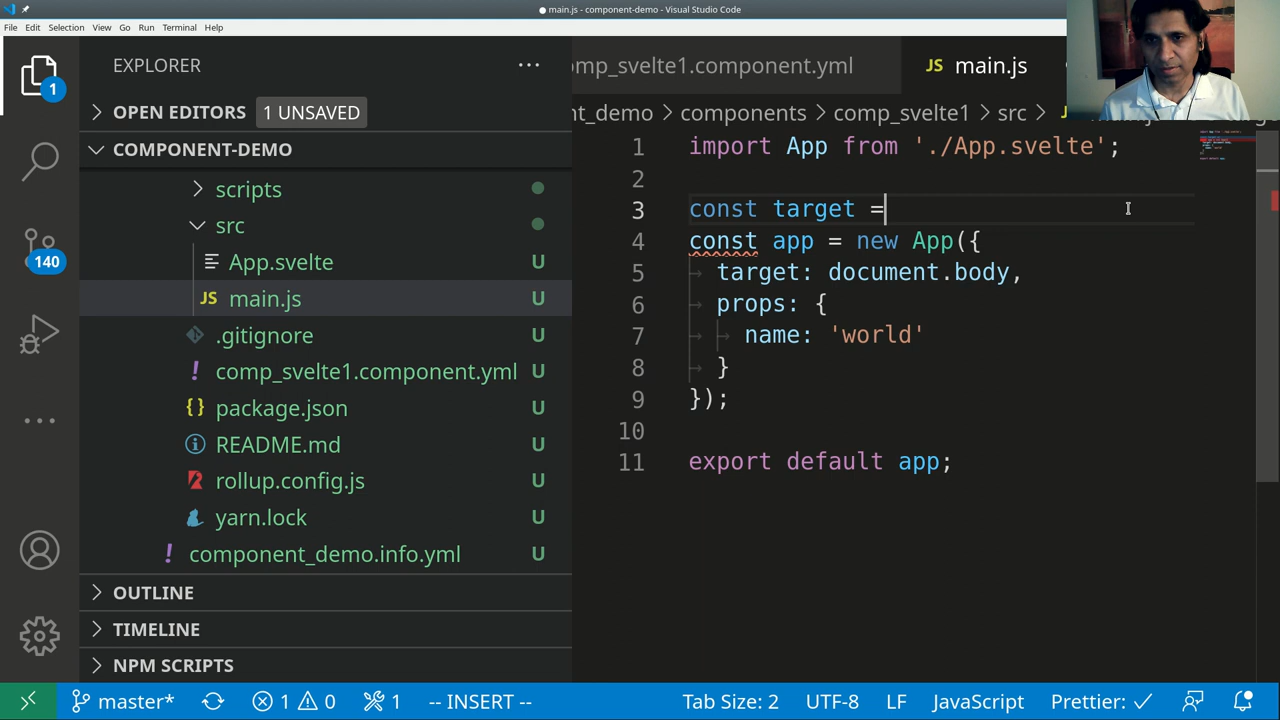 main.js - component-demo - Visual Studio Code
File Edit Selection View Go Run Terminal Help
EXPLORER
OPEN EDITORS 1 UNSAVED
COMPONENT-DEMO
scripts
src
App.svelte U
JS main.js U
.gitignore U
! comp_svelte1.component.yml U
{} package.json U
README.md U
rollup.config.js U
yarn.lock U
! component_demo.info.yml U
OUTLINE
TIMELINE
NPM SCRIPTS
1
140
omp_svelte1.component.yml JS main.js
nt_demo > components > comp_svelte1 > src >
1 import App from './App.svelte';
2
3 const target =
4 const app = new App({
5 target: document.body,
6 props: {
7 name: 'world'
8 }
9 });
10
11 export default app;
master* 1 0 1 -- INSERT -- Tab Size: 2 UTF-8 LF JavaScript Prettier: ✓